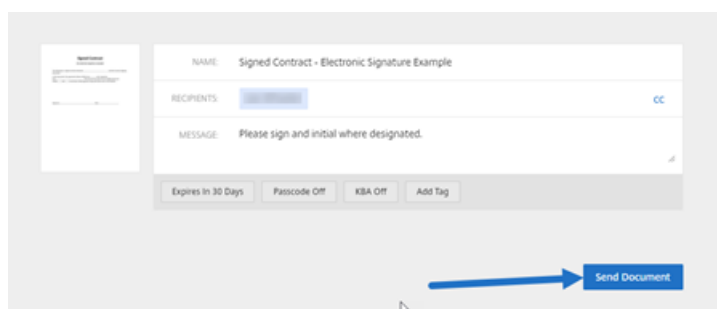 NAME: Signed Contract - Electronic Signature Example
RECIPIENTS: CC
MESSAGE: Please sign and initial where designated.
Expires In 30 Days Passcode Off KBA Off Add Tag
Send Document